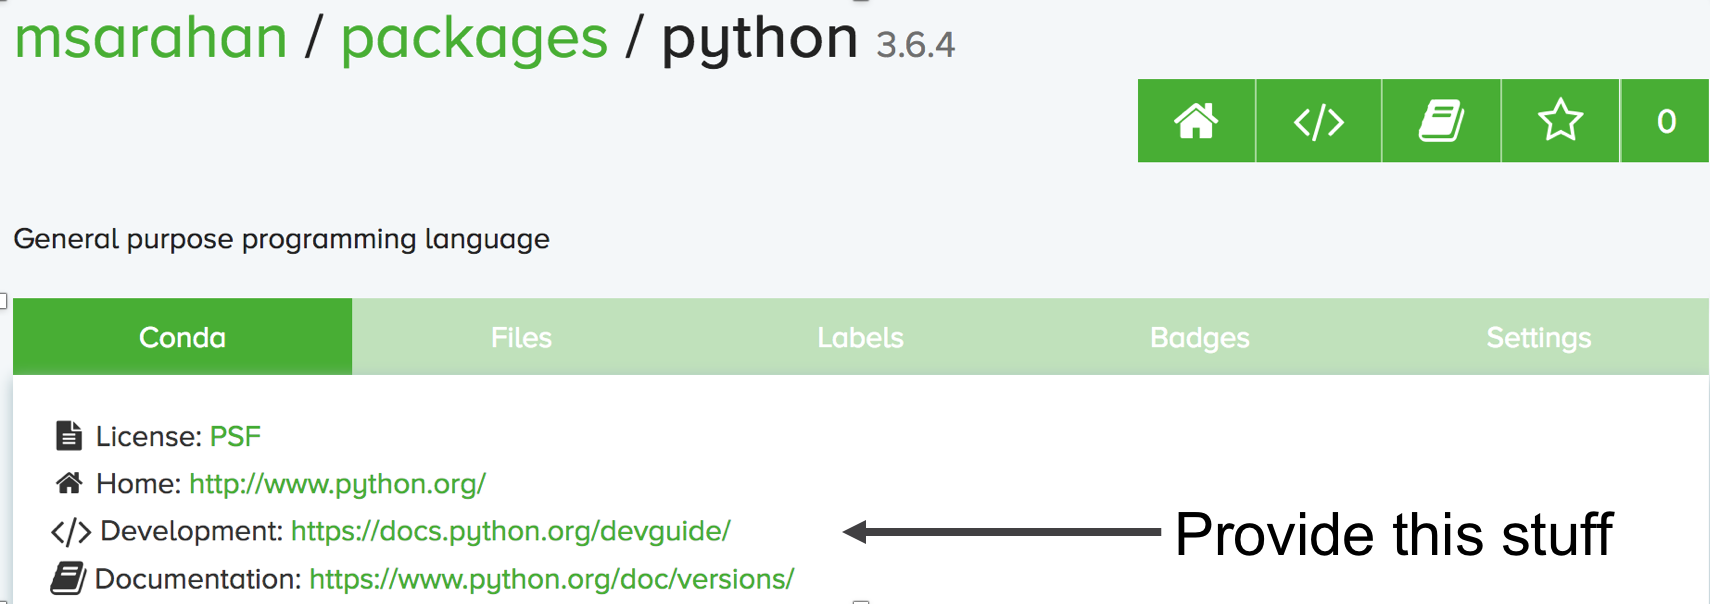 msarahan / packages / python 3.6.4
0
General purpose programming language
Conda Files Labels Badges Settings
License: PSF
Home: http://www.python.org/
Development: https://docs.python.org/devguide/
Provide this stuff
Documentation: https://www.python.org/doc/versions/